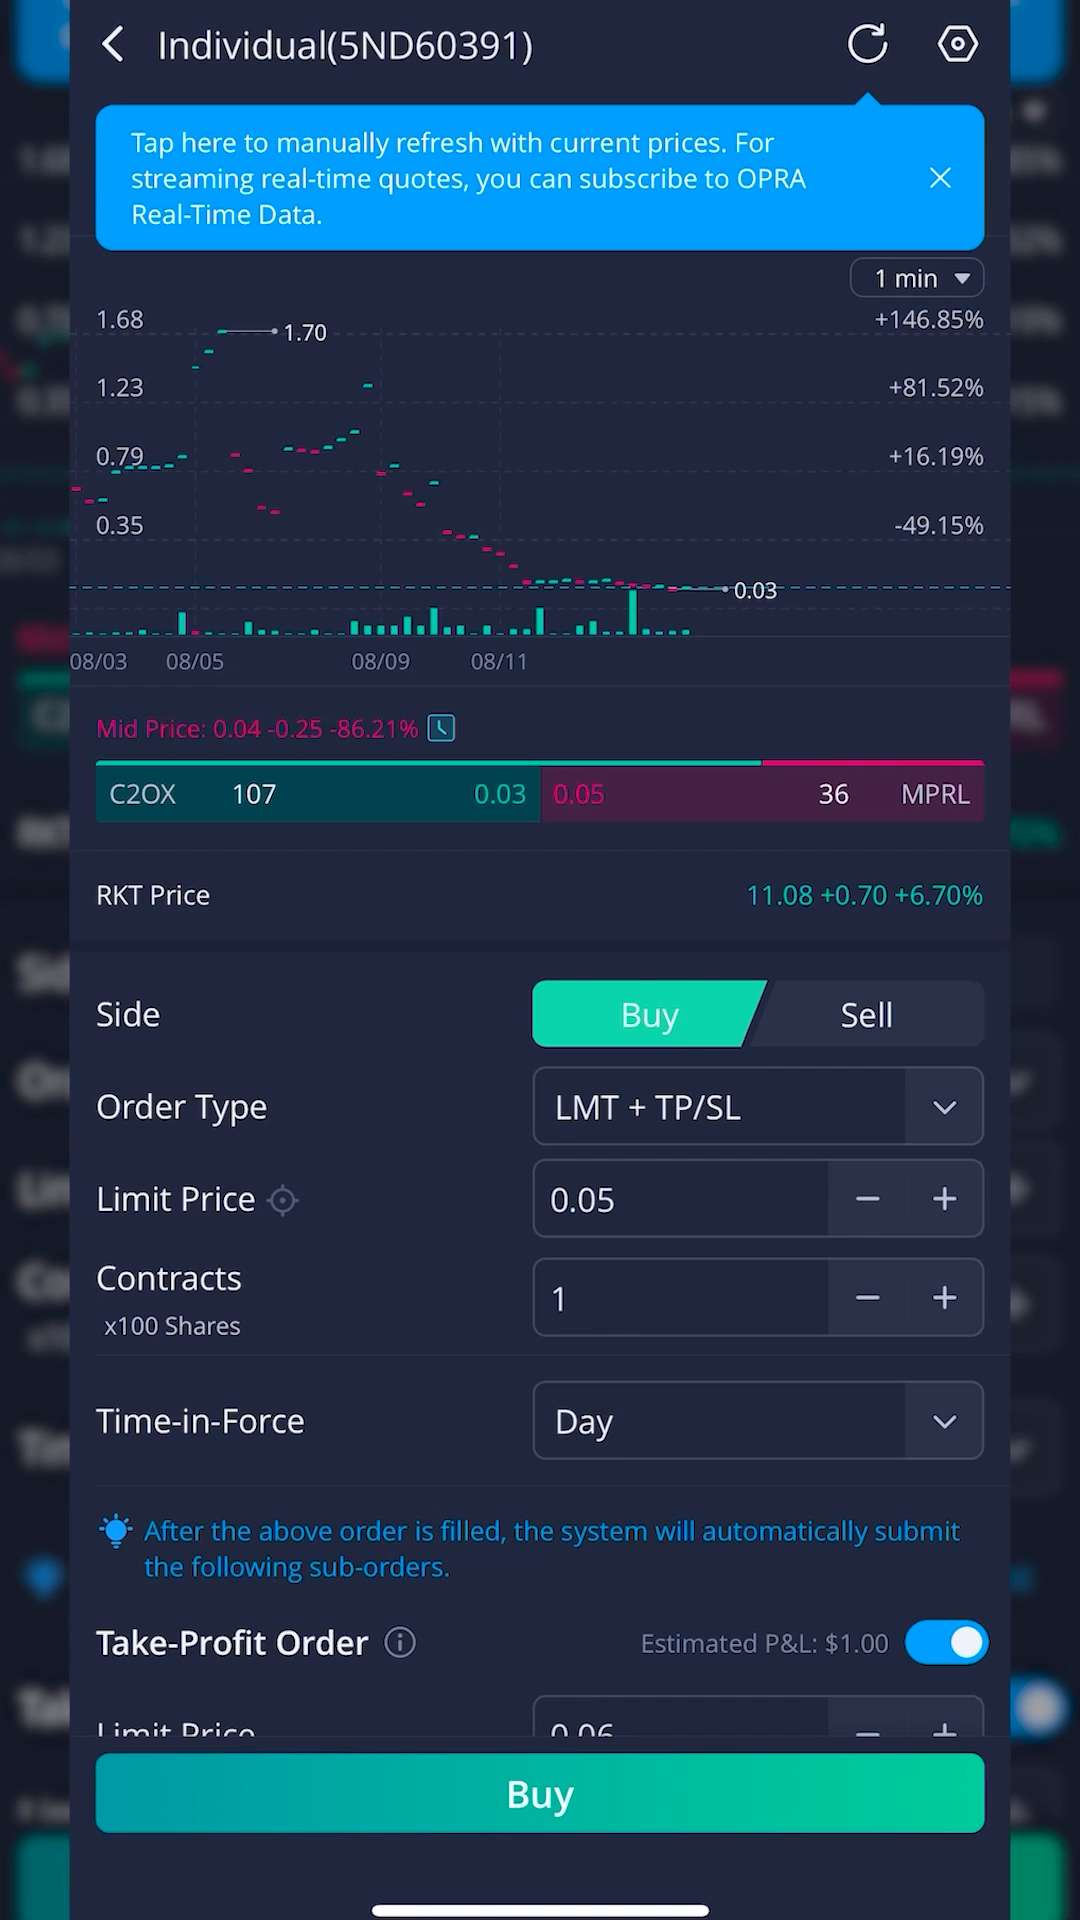 Individual(5ND60391)
Tap here to manually refresh with current prices. For
streaming real-time quotes, you can subscribe to OPRA
Real-Time Data.
1 min
1.68
+146.85%
1.70
1.23
+81.52%
0.79
+16.19%
0.35
-49.15%
0.03
08/03 08/05 08/09 08/11
Mid Price: 0.04 -0.25 -86.21%
C2OX 107 0.03 0.05 36 MPRL
RKT Price 11.08 +0.70 +6.70%
Side Buy Sell
Order Type LMT + TP/SL
Limit Price 0.05 − +
Contracts 1 − +
x100 Shares
Time-in-Force Day
After the above order is filled, the system will automatically submit
the following sub-orders.
Take-Profit Order Estimated P&L: $1.00
Limit Price 0.06 − +
Buy